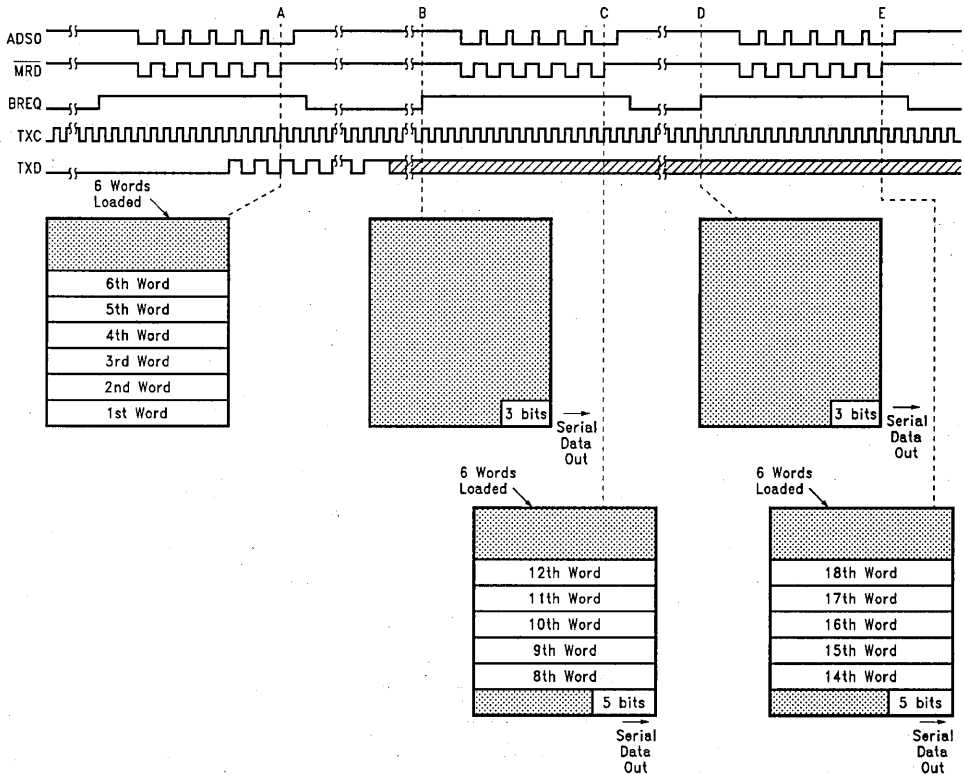 A B C D E
ADS0
MRD
BREQ
TXC
TXD
6 Words
Loaded
6th Word
5th Word
4th Word
3rd Word
2nd Word
1st Word
3 bits
Serial
Data
Out
3 bits
Serial
Data
Out
6 Words
Loaded
12th Word
11th Word
10th Word
9th Word
8th Word
5 bits
Serial
Data
Out
6 Words
Loaded
18th Word
17th Word
16th Word
15th Word
14th Word
5 bits
Serial
Data
Out